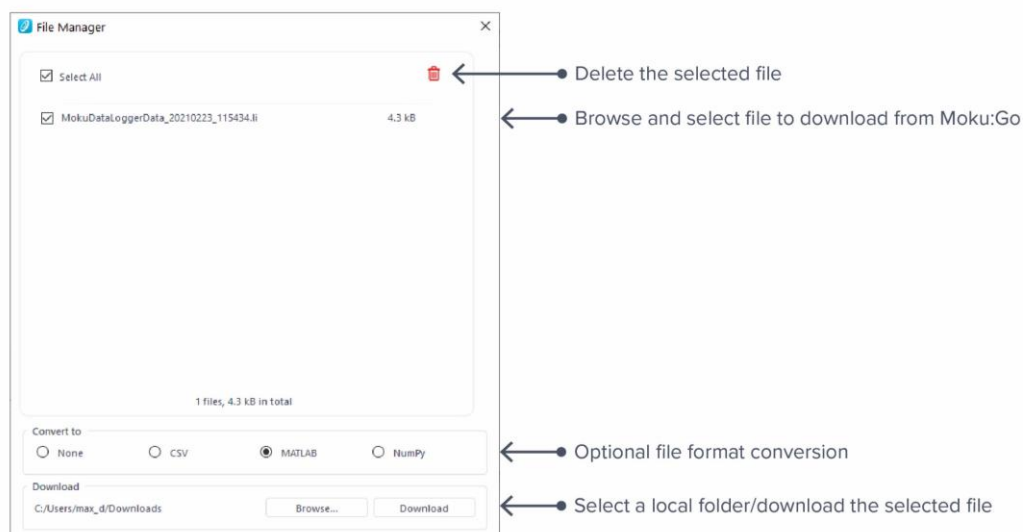 File Manager
Select All
Delete the selected file
MokuDataLoggerData_20210223_115434.li 4.3 kB
Browse and select file to download from Moku:Go
1 files, 4.3 kB in total
Convert to
None CSV MATLAB NumPy
Optional file format conversion
Download
C:/Users/max_d/Downloads Browse... Download
Select a local folder/download the selected file